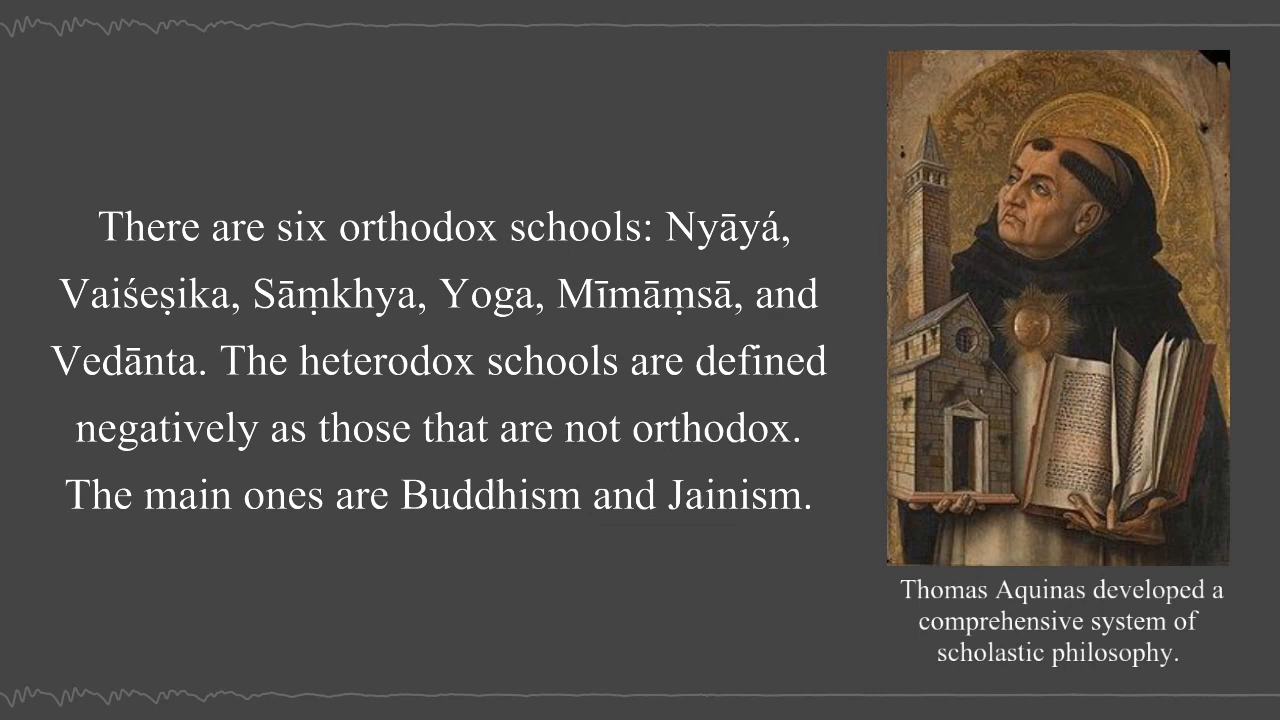 There are six orthodox schools: Nyāyá,
Vaiśeṣika, Sāṃkhya, Yoga, Mīmāṃsā, and
Vedānta. The heterodox schools are defined
negatively as those that are not orthodox.
The main ones are Buddhism and Jainism.
Thomas Aquinas developed a
comprehensive system of
scholastic philosophy.